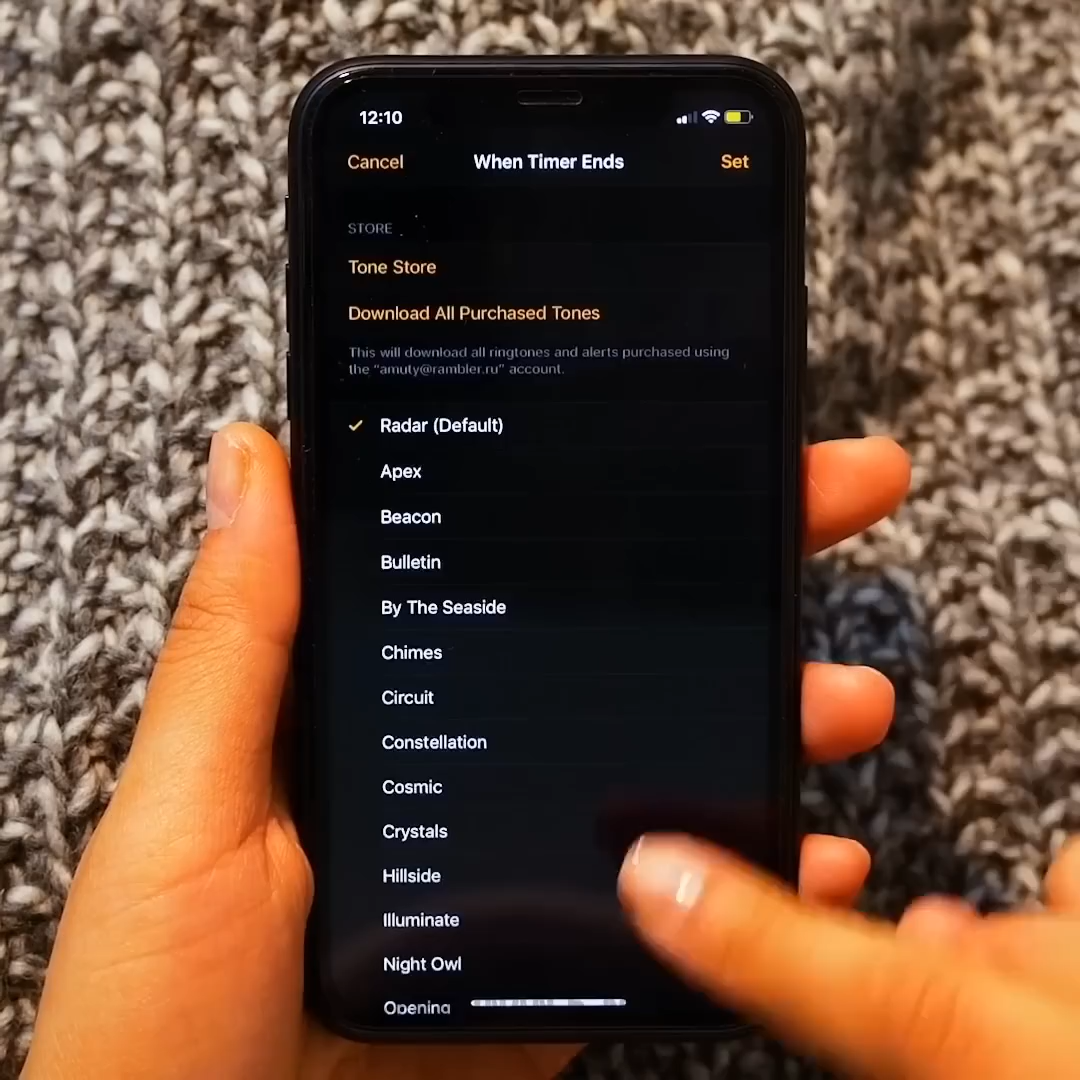 12:10
Cancel When Timer Ends Set
STORE
Tone Store
Download All Purchased Tones
This will download all ringtones and alerts purchased using
the "amuty@rambler.ru" account.
Radar (Default)
Apex
Beacon
Bulletin
By The Seaside
Chimes
Circuit
Constellation
Cosmic
Crystals
Hillside
Illuminate
Night Owl
Opening